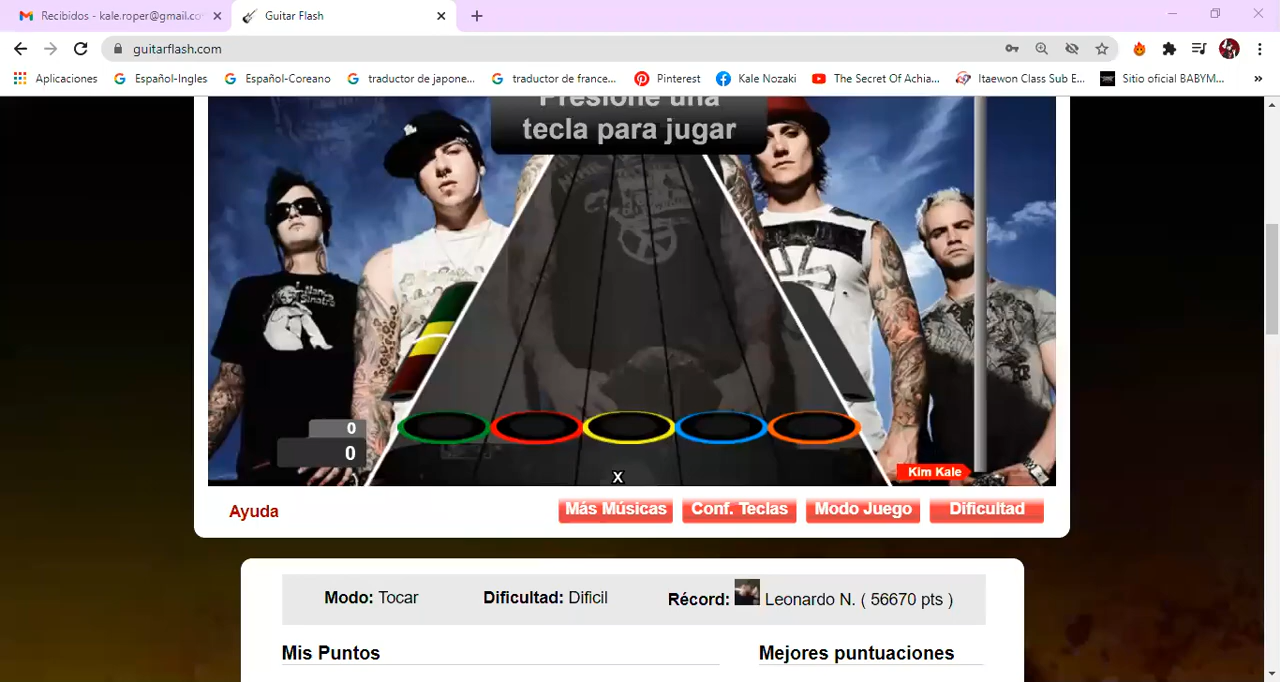 Recibidos - kale.roper@gmail.co
Guitar Flash
guitarflash.com
Aplicaciones
Español-Ingles
Español-Coreano
traductor de japone...
traductor de france...
Pinterest
Kale Nozaki
The Secret Of Achia...
Itaewon Class Sub E...
Sitio oficial BABYM...
»
Presione una
tecla para jugar
0
0
X
Kim Kale
Ayuda
Más Músicas
Conf. Teclas
Modo Juego
Dificultad
Modo: Tocar
Dificultad: Dificil
Récord: Leonardo N. ( 56670 pts )
Mis Puntos
Mejores puntuaciones